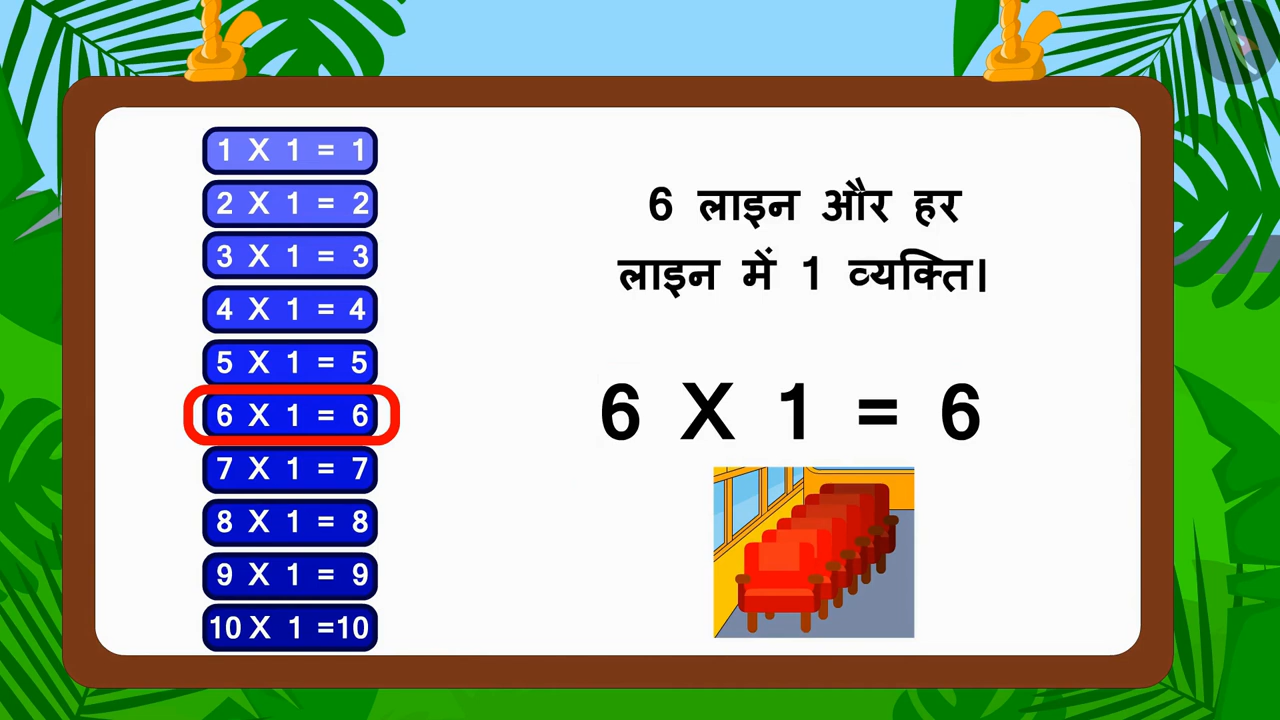 1 X 1 = 1
2 X 1 = 2
3 X 1 = 3
4 X 1 = 4
5 X 1 = 5
6 X 1 = 6
7 X 1 = 7
8 X 1 = 8
9 X 1 = 9
10 X 1 =10
6 लाइन और हर
लाइन में 1 व्यक्ति।
6 X 1 = 6